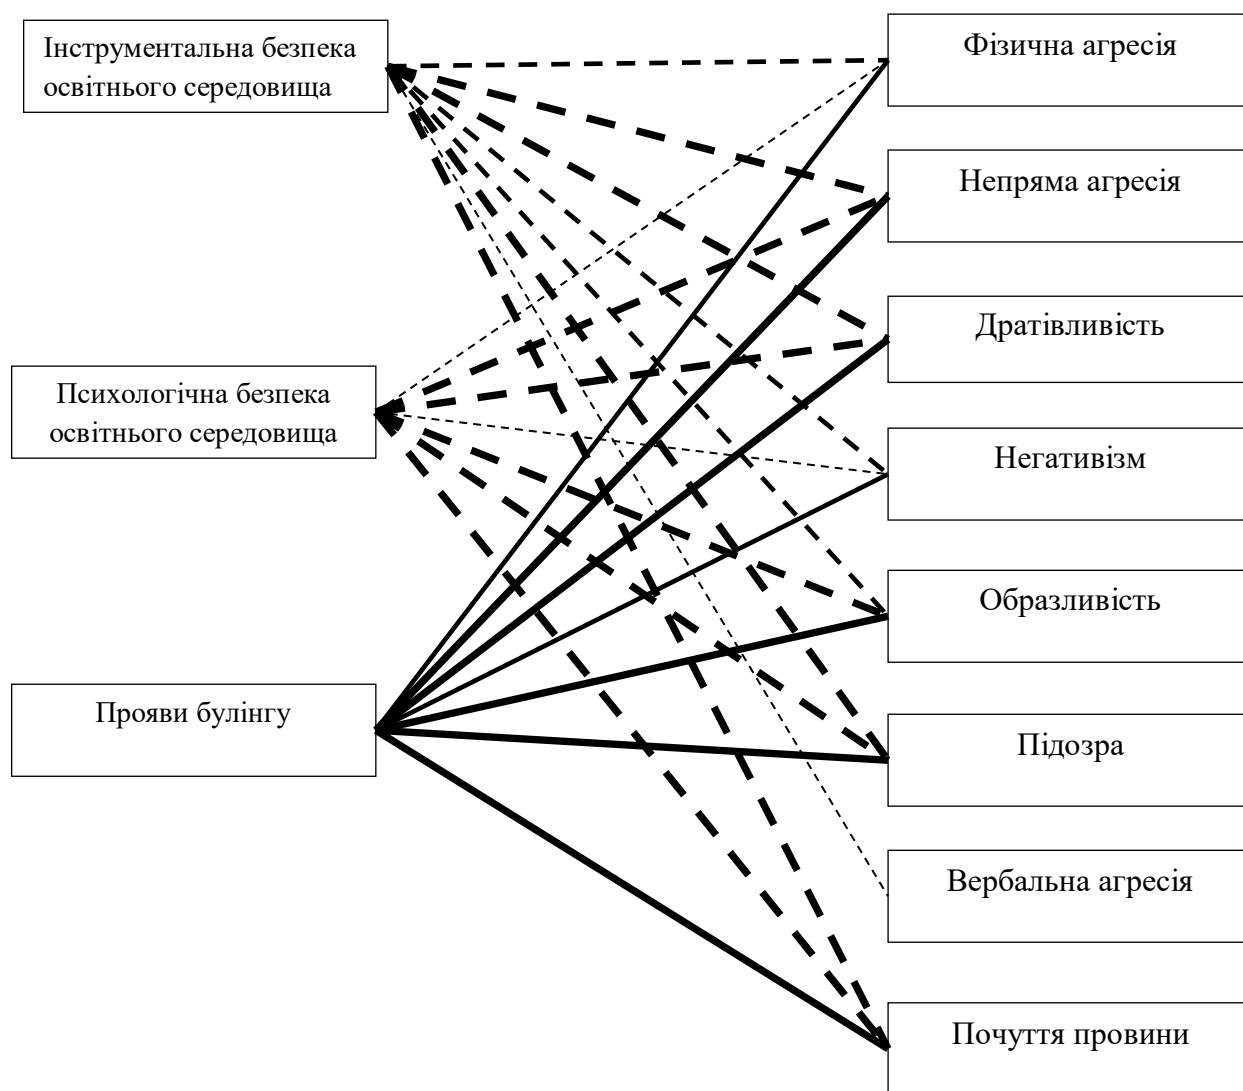 Інструментальна безпека
освітнього середовища
Психологічна безпека
освітнього середовища
Прояви булінгу
Фізична агресія
Непряма агресія
Дратівливість
Негативізм
Образливість
Підозра
Вербальна агресія
Почуття провини